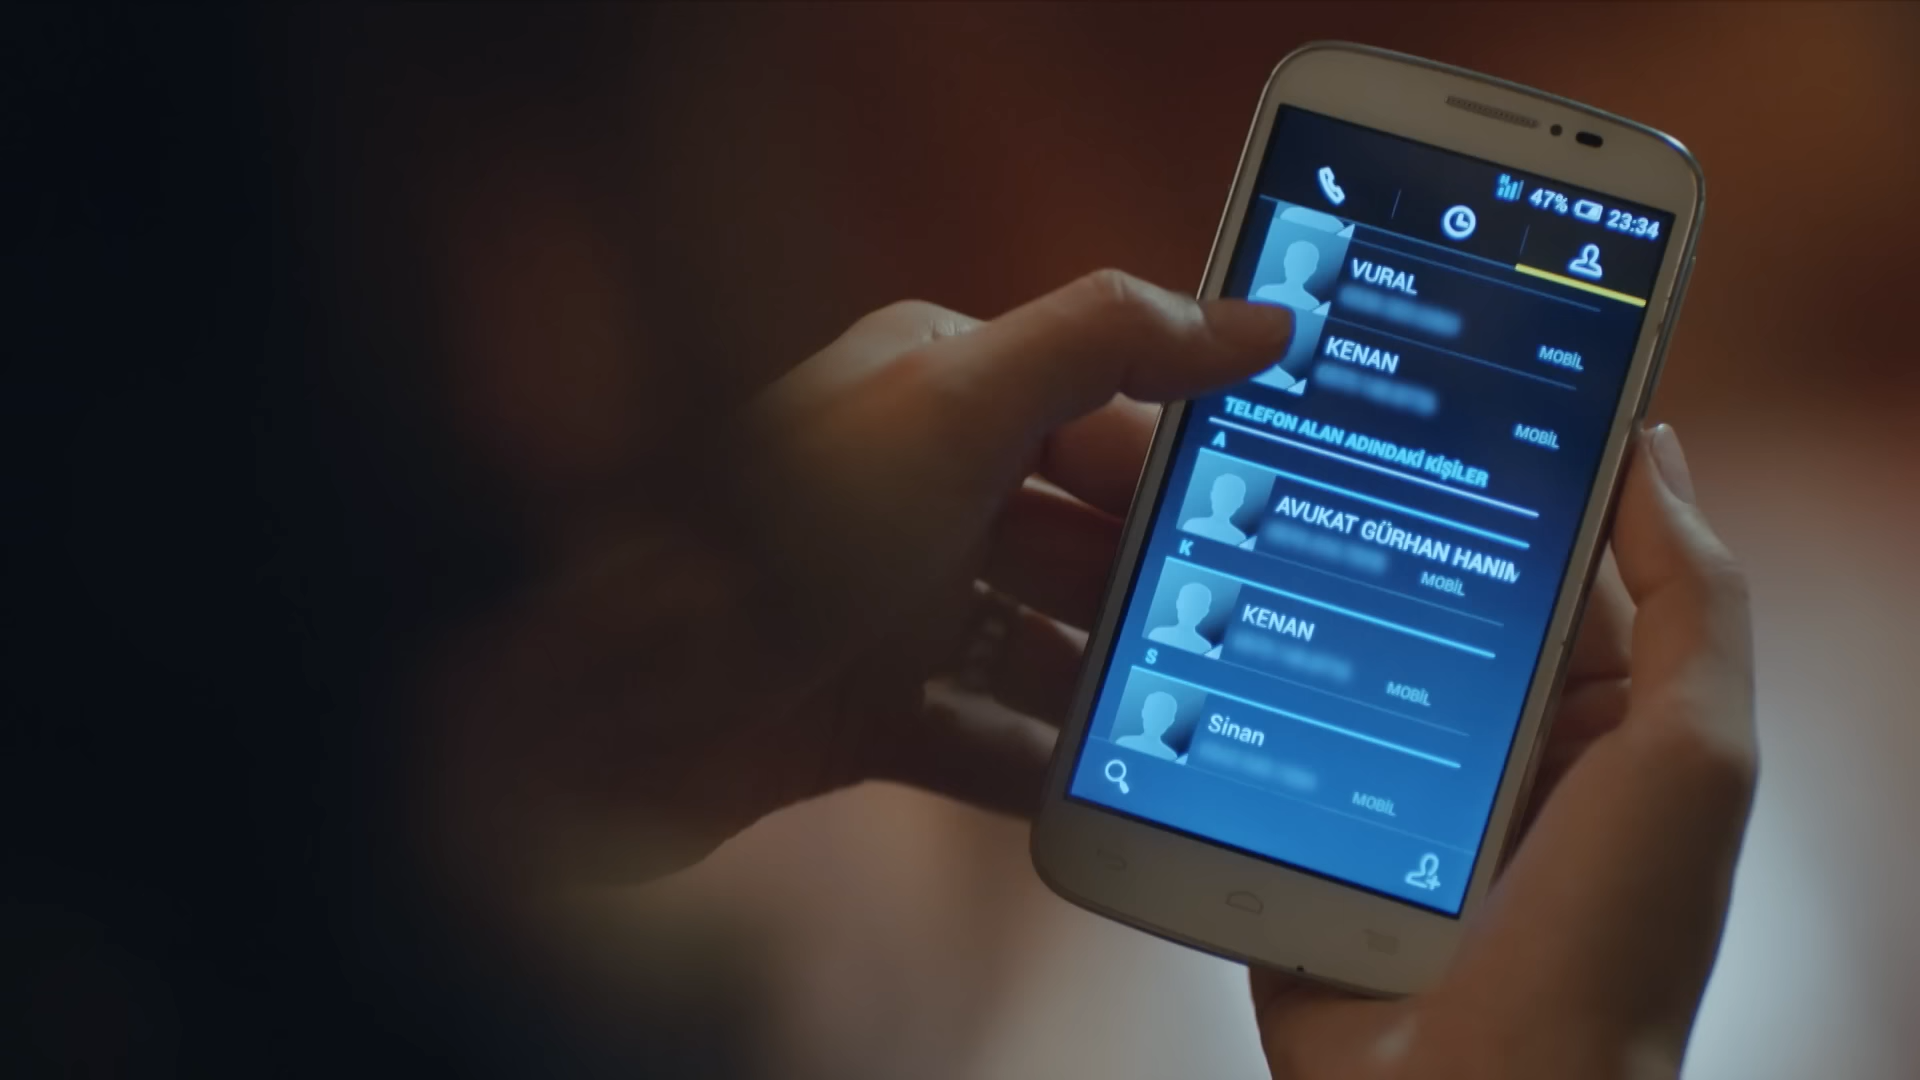 47% 23:34
VURAL
MOBİL
KENAN
MOBİL
TELEFON ALAN ADINDAKİ KİŞİLER
A
AVUKAT GÜRHAN HANIM
MOBİL
K
KENAN
MOBİL
S
Sinan
MOBİL